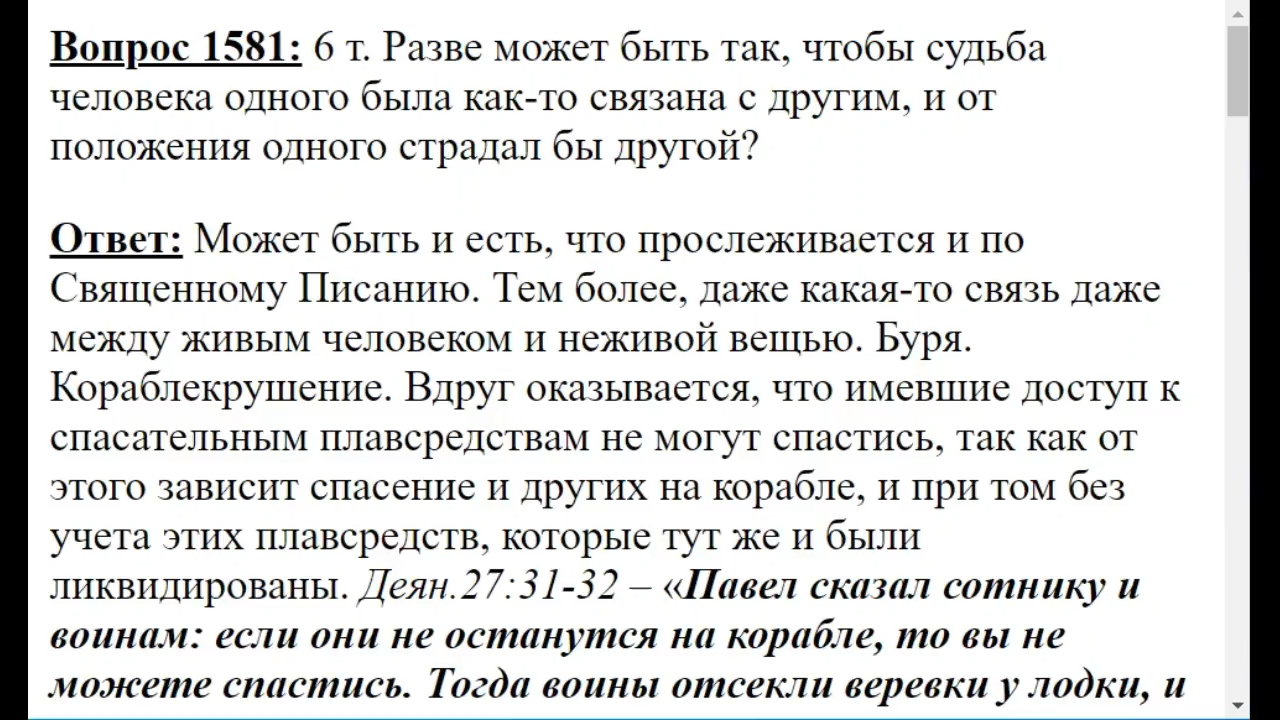 Вопрос 1581: 6 т. Разве может быть так, чтобы судьба
человека одного была как-то связана с другим, и от
положения одного страдал бы другой?
Ответ: Может быть и есть, что прослеживается и по
Священному Писанию. Тем более, даже какая-то связь даже
между живым человеком и неживой вещью. Буря.
Кораблекрушение. Вдруг оказывается, что имевшие доступ к
спасательным плавсредствам не могут спастись, так как от
этого зависит спасение и других на корабле, и при том без
учета этих плавсредств, которые тут же и были
ликвидированы. Деян.27:31-32 – «Павел сказал сотнику и
воинам: если они не останутся на корабле, то вы не
можете спастись. Тогда воины отсекли веревки у лодки, и